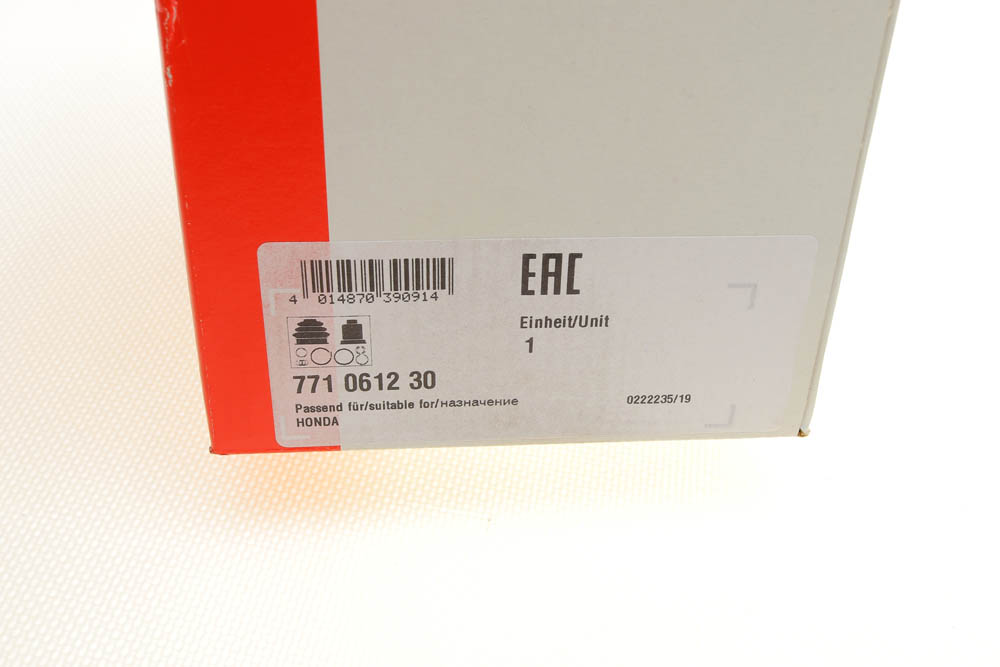 4 014870 390914
EAC
Einheit/Unit
1
771 0612 30
Passend für/suitable for/назначение
HONDA
0222235/19